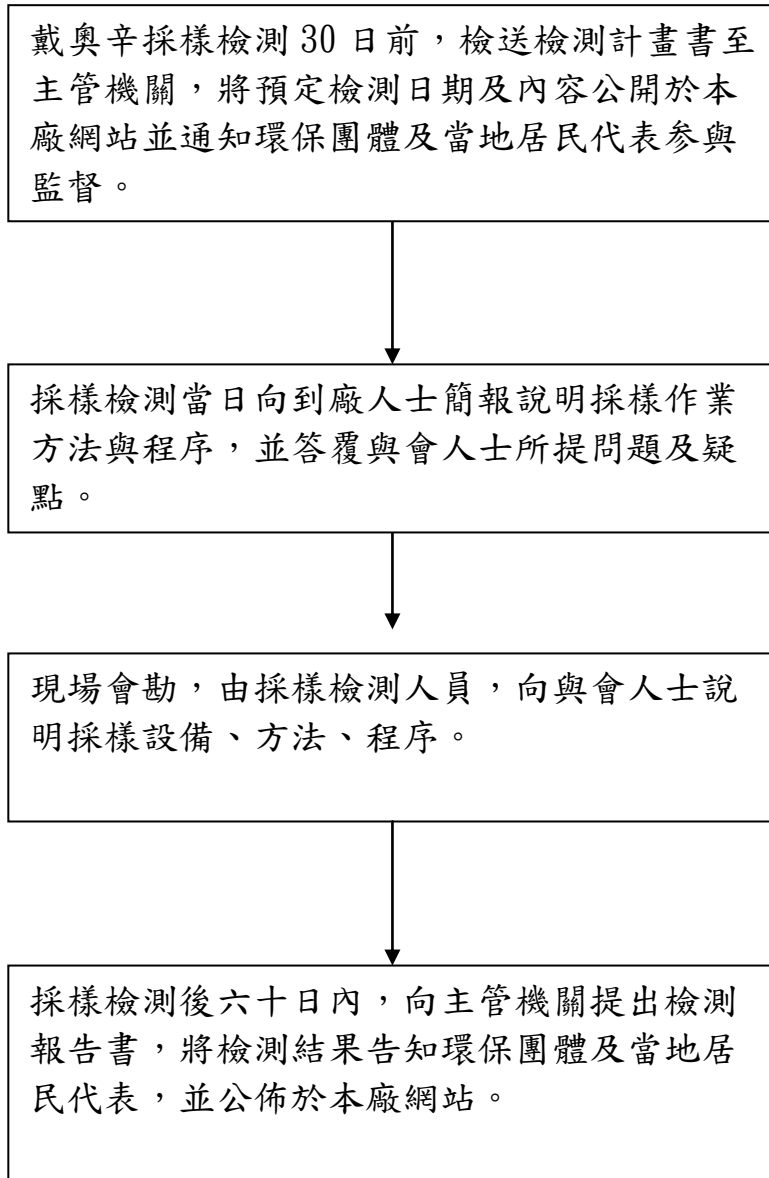 戴奧辛採樣檢測 30 日前，檢送檢測計畫書至
主管機關，將預定檢測日期及內容公開於本
廠網站並通知環保團體及當地居民代表參與
監督。
採樣檢測當日向到廠人士簡報說明採樣作業
方法與程序，並答覆與會人士所提問題及疑
點。
現場會勘，由採樣檢測人員，向與會人士說
明採樣設備、方法、程序。
採樣檢測後六十日內，向主管機關提出檢測
報告書，將檢測結果告知環保團體及當地居
民代表，並公佈於本廠網站。